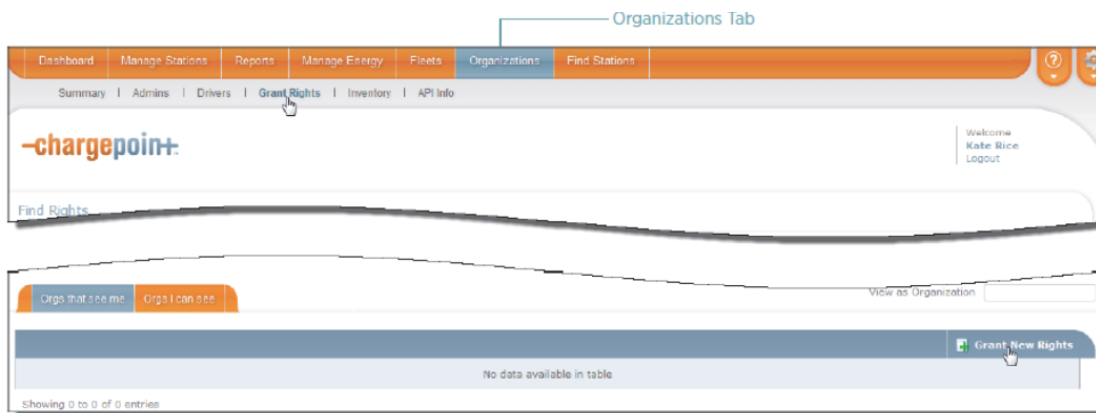 Organizations Tab
Dashboard Manage Stations Reports Manage Energy Fleets Organizations Find Stations ?
Summary | Admins | Drivers | Grant Rights | Inventory | API Info
-chargepoin+.
Welcome
Kate Rice
Logout
Find Rights
Orgs that see me Orgs I can see View as Organization
Grant New Rights
No data available in table
Showing 0 to 0 of 0 entries